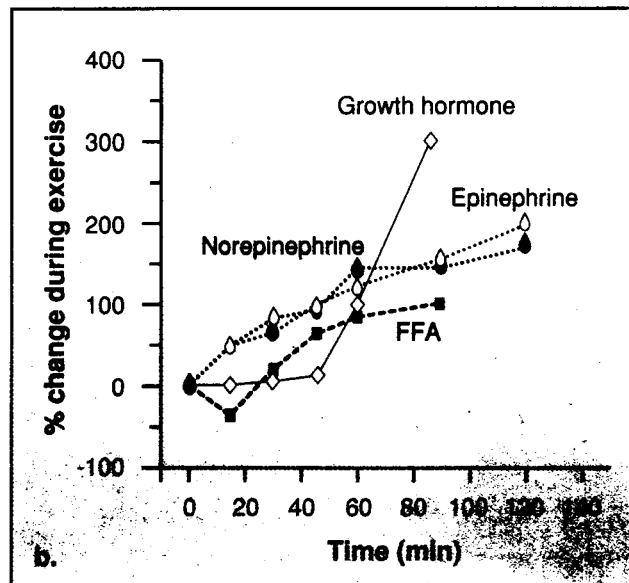 % change during exercise
400
300
200
100
0
-100
Growth hormone
Epinephrine
Norepinephrine
FFA
0 20 40 60 80 100 120 140
Time (min)
b.